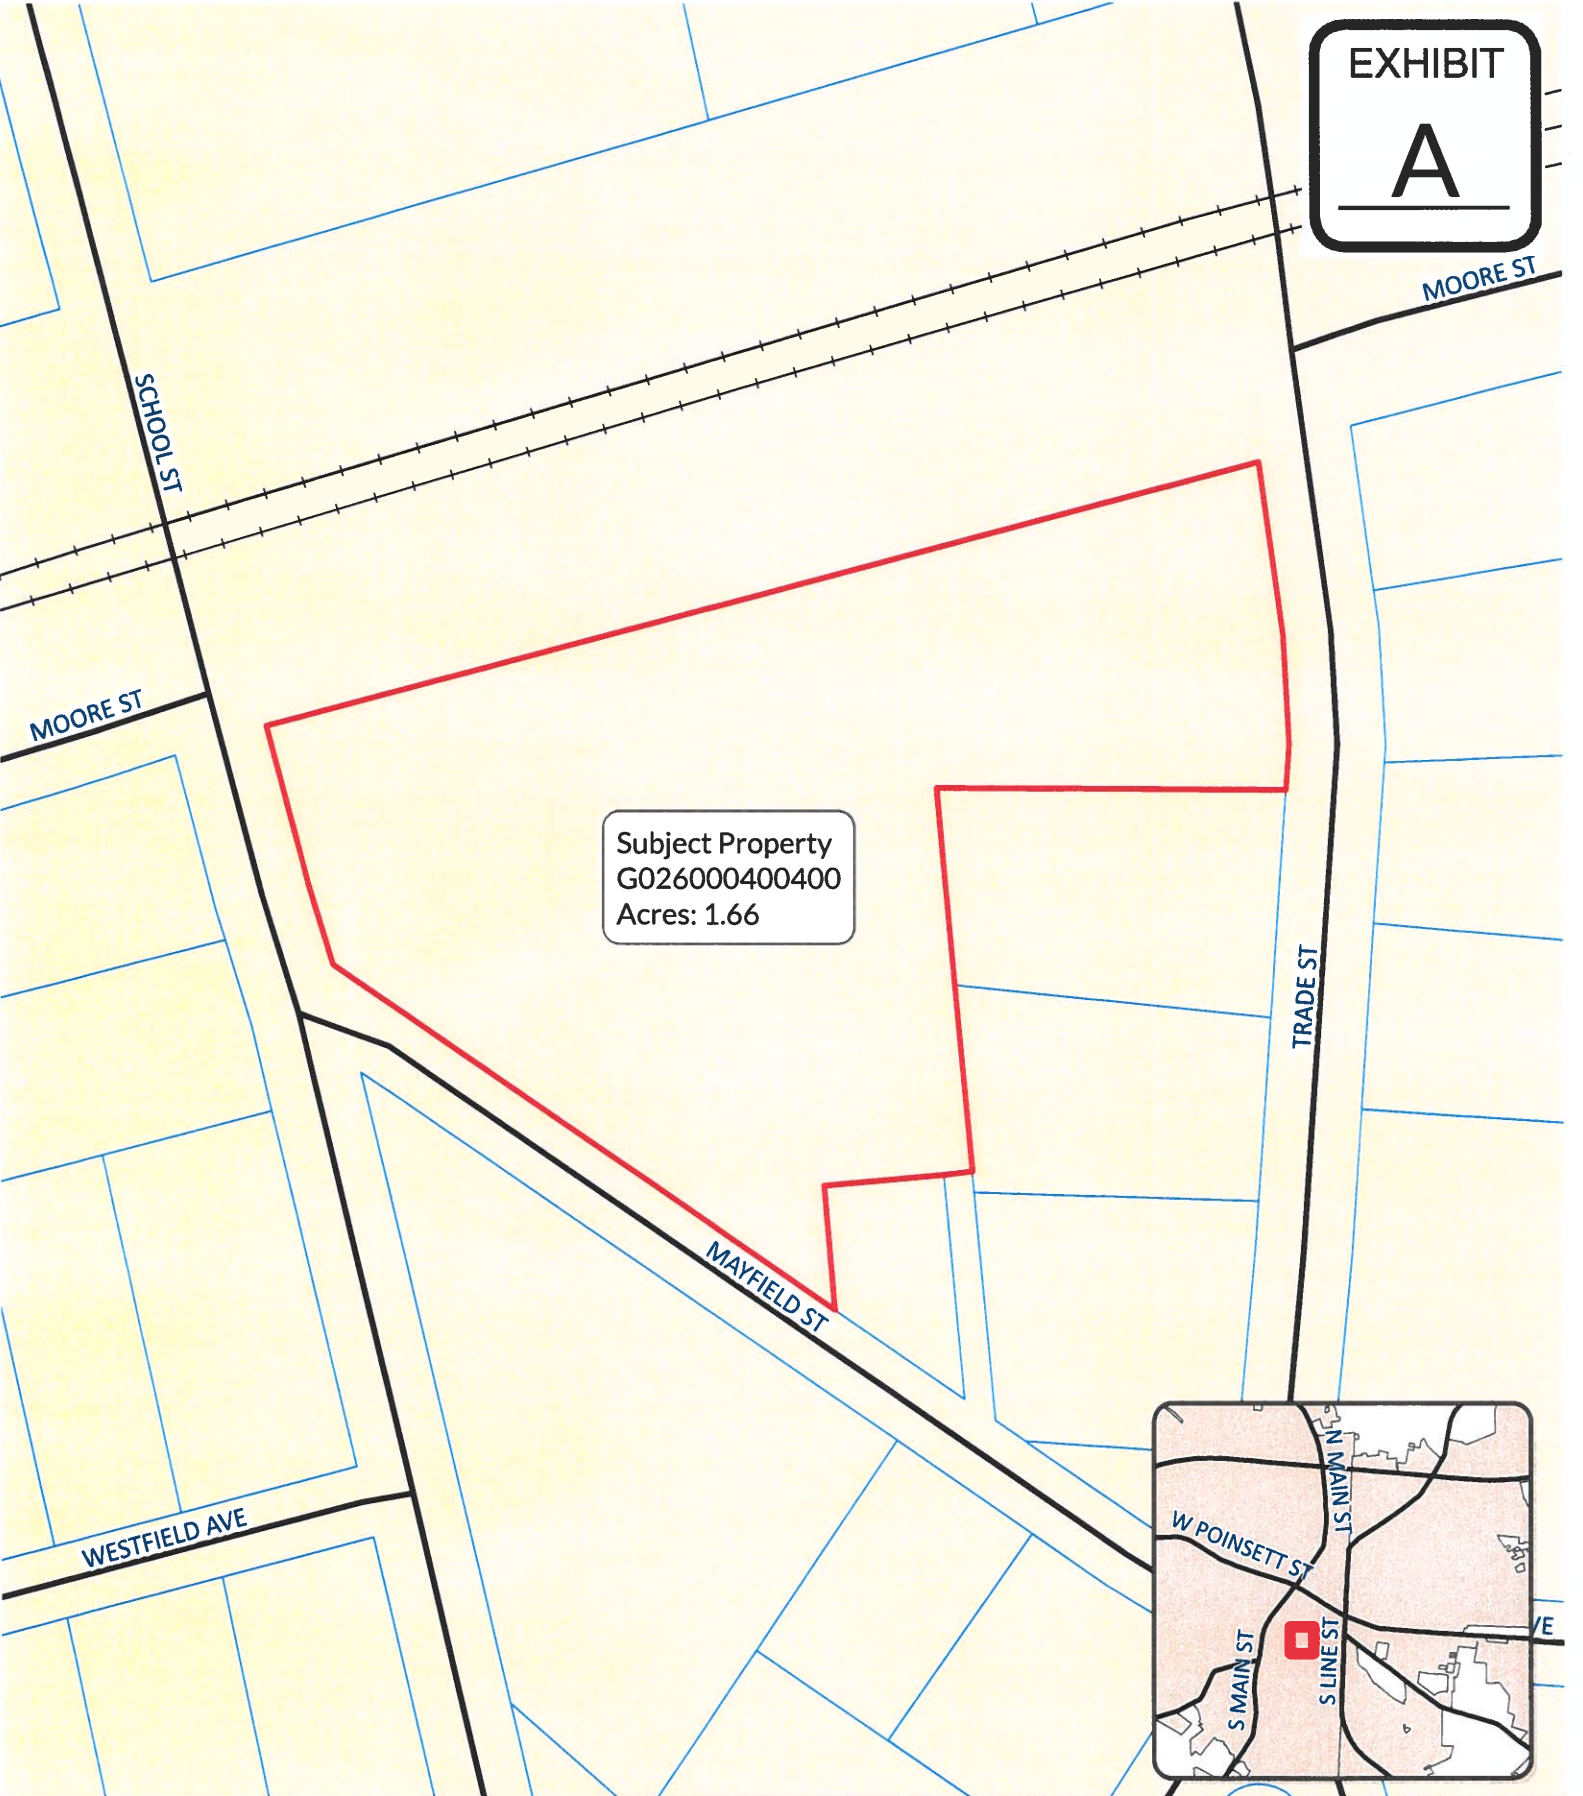 EXHIBIT
A
MOORE ST
SCHOOL ST
MOORE ST
Subject Property
G026000400400
Acres: 1.66
TRADE ST
MAYFIELD ST
WESTFIELD AVE
N MAIN ST
W POINSETT ST
S MAIN ST
S LINE ST
VE